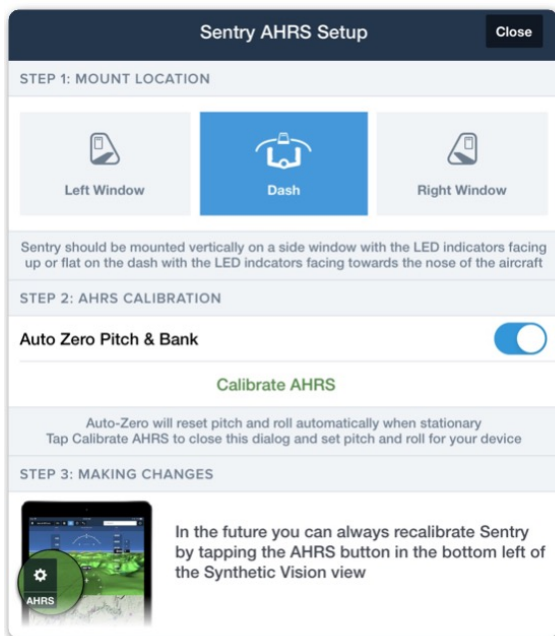 Sentry AHRS Setup
Close
STEP 1: MOUNT LOCATION
Left Window
Dash
Right Window
Sentry should be mounted vertically on a side window with the LED indicators facing
up or flat on the dash with the LED indcators facing towards the nose of the aircraft
STEP 2: AHRS CALIBRATION
Auto Zero Pitch & Bank
Calibrate AHRS
Auto-Zero will reset pitch and roll automatically when stationary
Tap Calibrate AHRS to close this dialog and set pitch and roll for your device
STEP 3: MAKING CHANGES
In the future you can always recalibrate Sentry
by tapping the AHRS button in the bottom left of
the Synthetic Vision view
AHRS